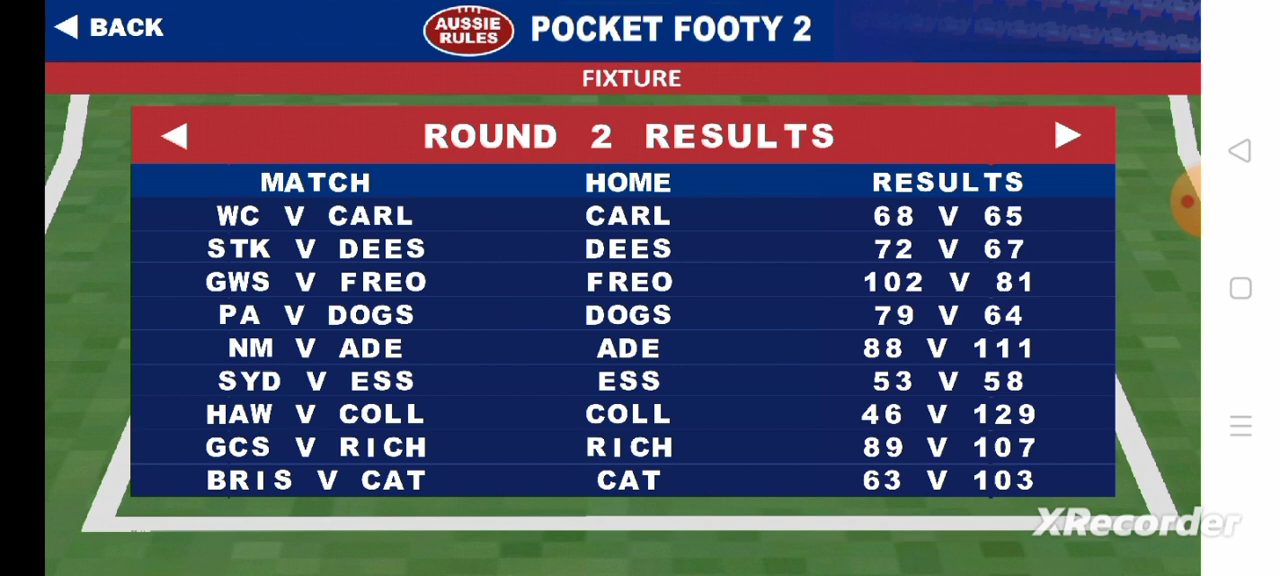 BACK
AUSSIE
RULES
POCKET FOOTY 2
FIXTURE
ROUND 2 RESULTS
MATCH HOME RESULTS
WC V CARL CARL 68 V 65
STK V DEES DEES 72 V 67
GWS V FREO FREO 102 V 81
PA V DOGS DOGS 79 V 64
NM V ADE ADE 88 V 111
SYD V ESS ESS 53 V 58
HAW V COLL COLL 46 V 129
GCS V RICH RICH 89 V 107
BRIS V CAT CAT 63 V 103
XRecorder